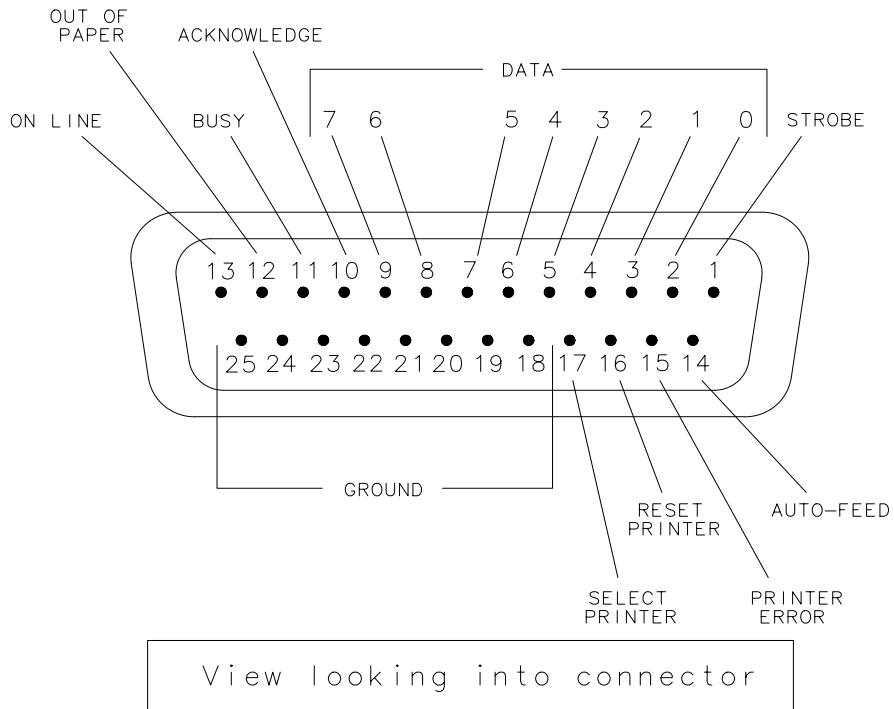 OUT OF
PAPER
ACKNOWLEDGE
DATA
ON LINE
BUSY
7 6 5 4 3 2 1 0
STROBE
13 12 11 10 9 8 7 6 5 4 3 2 1
25 24 23 22 21 20 19 18 17 16 15 14
GROUND
RESET
PRINTER
AUTO-FEED
SELECT
PRINTER
PRINTER
ERROR
View looking into connector